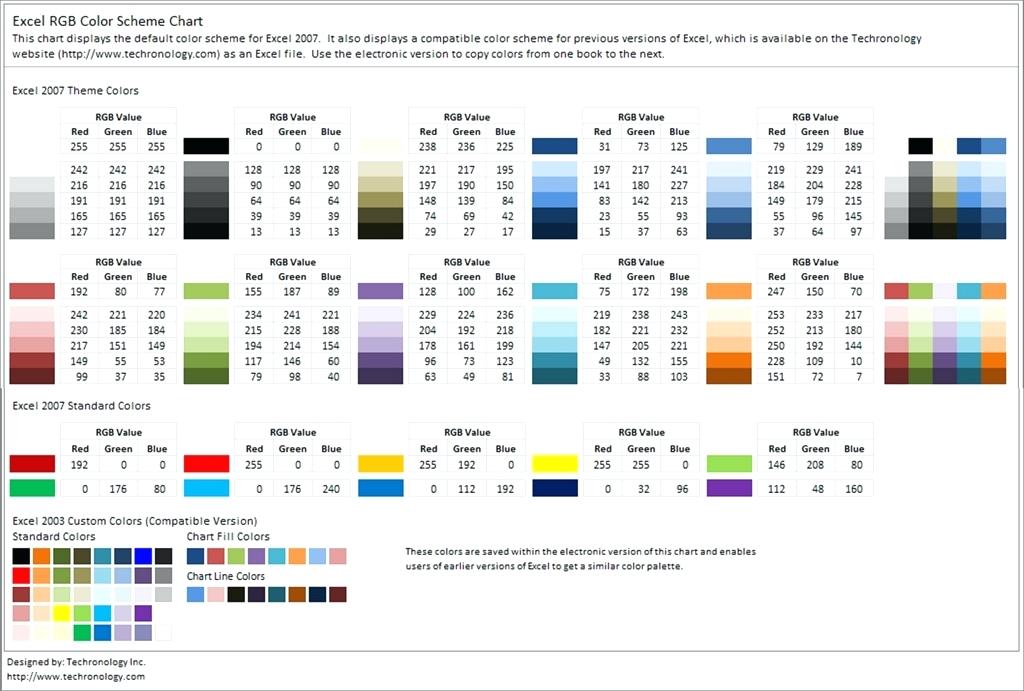 Excel RGB Color Scheme Chart
This chart displays the default color scheme for Excel 2007. It also displays a compatible color scheme for previous versions of Excel, which is available on the Techronology
website (http://www.techronology.com) as an Excel file. Use the electronic version to copy colors from one book to the next.
Excel 2007 Theme Colors
RGB Value RGB Value RGB Value RGB Value RGB Value
Red Green Blue Red Green Blue Red Green Blue Red Green Blue Red Green Blue
255 255 255 0 0 0 238 236 225 31 73 125 79 129 189
242 242 242 128 128 128 221 217 195 197 217 241 219 229 241
216 216 216 90 90 90 197 190 150 141 180 227 184 204 228
191 191 191 64 64 64 148 139 84 83 142 213 149 179 215
165 165 165 39 39 39 74 69 42 23 55 93 55 96 145
127 127 127 13 13 13 29 27 17 15 37 63 37 64 97
RGB Value RGB Value RGB Value RGB Value RGB Value
Red Green Blue Red Green Blue Red Green Blue Red Green Blue Red Green Blue
192 80 77 155 187 89 128 100 162 75 172 198 247 150 70
242 221 220 234 241 221 229 224 236 219 238 243 253 233 217
230 185 184 215 228 188 204 192 218 182 221 232 252 213 180
217 151 149 194 214 154 178 161 199 147 205 221 250 192 144
149 55 53 117 146 60 96 73 123 49 132 155 228 109 10
99 37 35 79 98 40 63 49 81 33 88 103 151 72 7
Excel 2007 Standard Colors
RGB Value RGB Value RGB Value RGB Value RGB Value
Red Green Blue Red Green Blue Red Green Blue Red Green Blue Red Green Blue
192 0 0 255 0 0 255 192 0 255 255 0 146 208 80
0 176 80 0 176 240 0 112 192 0 32 96 112 48 160
Excel 2003 Custom Colors (Compatible Version)
Standard Colors Chart Fill Colors
Chart Line Colors
These colors are saved within the electronic version of this chart and enables
users of earlier versions of Excel to get a similar color palette.
Designed by: Techronology Inc.
http://www.techronology.com